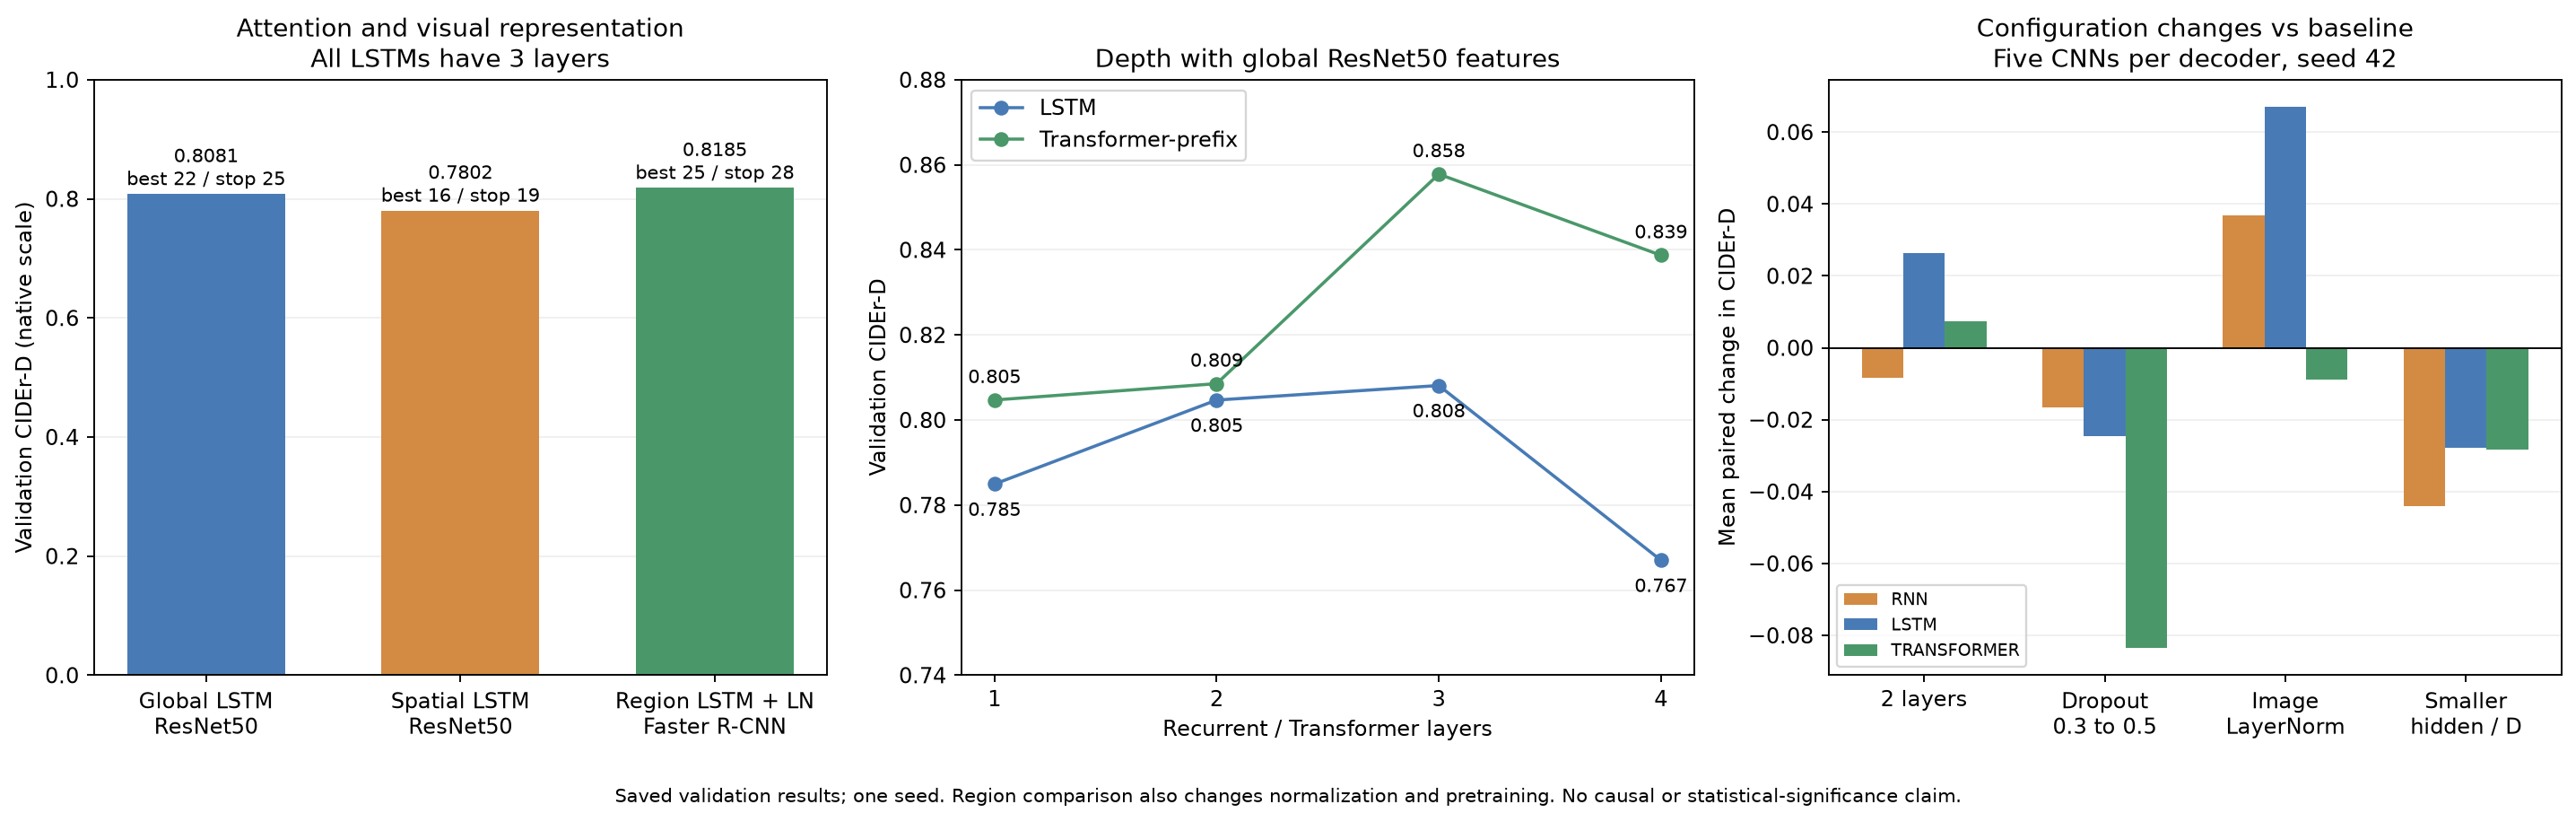 Attention and visual representation
All LSTMs have 3 layers
Validation CIDEr-D (native scale)
1.0
0.8
0.6
0.4
0.2
0.0
0.8081
best 22 / stop 25
0.7802
best 16 / stop 19
0.8185
best 25 / stop 28
Global LSTM
ResNet50
Spatial LSTM
ResNet50
Region LSTM + LN
Faster R-CNN
Depth with global ResNet50 features
Validation CIDEr-D
0.88
0.86
0.84
0.82
0.80
0.78
0.76
0.74
LSTM
Transformer-prefix
0.805
0.809
0.858
0.839
0.785
0.805
0.808
0.767
1
2
3
4
Recurrent / Transformer layers
Configuration changes vs baseline
Five CNNs per decoder, seed 42
Mean paired change in CIDEr-D
0.06
0.04
0.02
0.00
−0.02
−0.04
−0.06
−0.08
RNN
LSTM
TRANSFORMER
2 layers
Dropout
0.3 to 0.5
Image
LayerNorm
Smaller
hidden / D
Saved validation results; one seed. Region comparison also changes normalization and pretraining. No causal or statistical-significance claim.